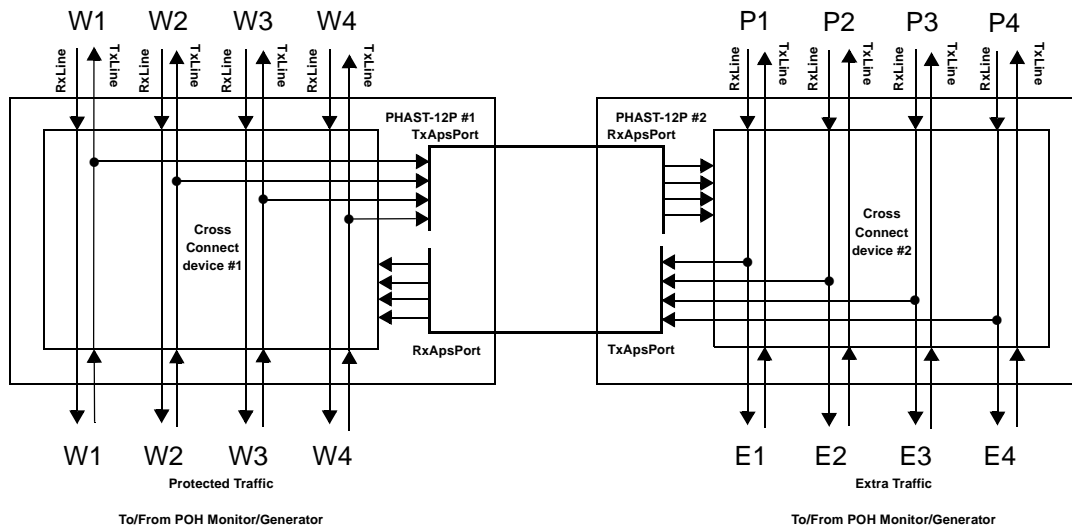 W1 W2 W3 W4 P1 P2 P3 P4
RxLine TxLine RxLine TxLine RxLine TxLine RxLine TxLine RxLine TxLine RxLine TxLine RxLine TxLine RxLine TxLine
PHAST-12P #1
TxApsPort
PHAST-12P #2
RxApsPort
Cross
Connect
device #1
Cross
Connect
device #2
RxApsPort
TxApsPort
W1 W2 W3 W4 E1 E2 E3 E4
Protected Traffic
Extra Traffic
To/From POH Monitor/Generator
To/From POH Monitor/Generator